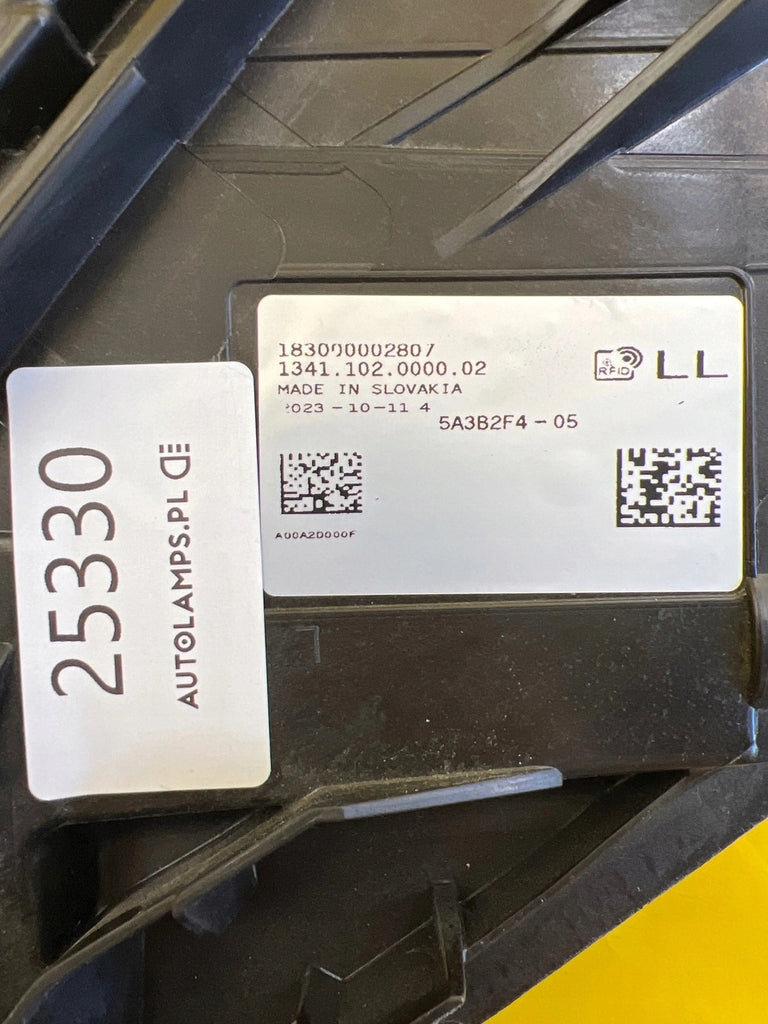 183000002807
1341.102.0000.02
MADE IN SLOVAKIA
2023-10-11 4
5A3B2F4-05
RFID
LL
A00A2D000F
25330
AUTOLAMPS.PL